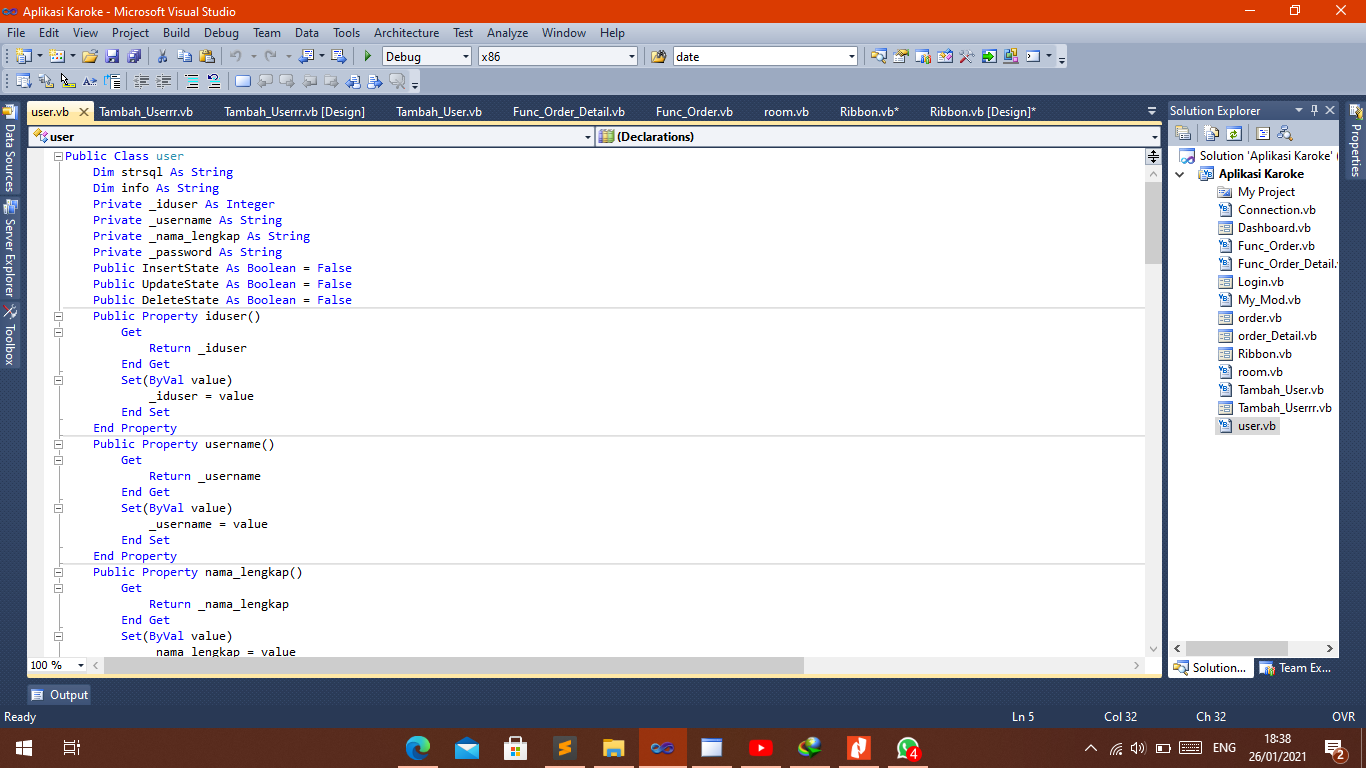 Aplikasi Karoke - Microsoft Visual Studio
File Edit View Project Build Debug Team Data Tools Architecture Test Analyze Window Help
Debug x86 date
user.vb Tambah_Userrr.vb Tambah_Userrr.vb [Design] Tambah_User.vb Func_Order_Detail.vb Func_Order.vb room.vb Ribbon.vb* Ribbon.vb [Design]*
user (Declarations)
Public Class user
Dim strsql As String
Dim info As String
Private _iduser As Integer
Private _username As String
Private _nama_lengkap As String
Private _password As String
Public InsertState As Boolean = False
Public UpdateState As Boolean = False
Public DeleteState As Boolean = False
Public Property iduser()
Get
Return _iduser
End Get
Set(ByVal value)
_iduser = value
End Set
End Property
Public Property username()
Get
Return _username
End Get
Set(ByVal value)
_username = value
End Set
End Property
Public Property nama_lengkap()
Get
Return _nama_lengkap
End Get
Set(ByVal value)
_nama_lengkap = value
100 %
Data Sources
Server Explorer
Toolbox
Solution Explorer
Solution 'Aplikasi Karoke' (
Aplikasi Karoke
My Project
Connection.vb
Dashboard.vb
Func_Order.vb
Func_Order_Detail.v
Login.vb
My_Mod.vb
order.vb
order_Detail.vb
Ribbon.vb
room.vb
Tambah_User.vb
Tambah_Userrr.vb
user.vb
Solution... Team Ex...
Properties
Output
Ready Ln 5 Col 32 Ch 32 OVR
4 ENG 18:38 2
26/01/2021